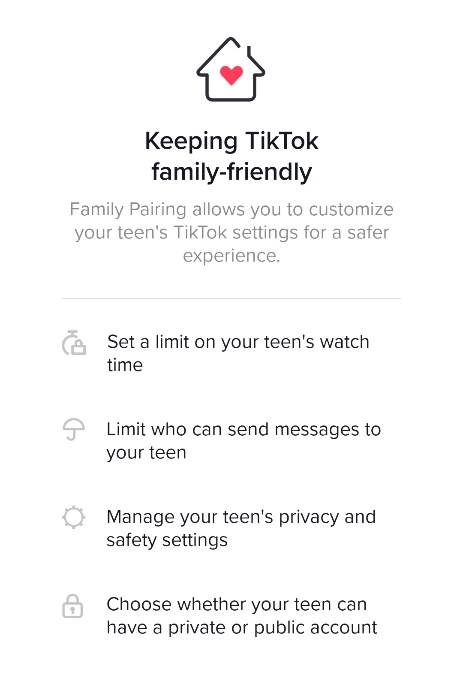 Keeping TikTok
family-friendly
Family Pairing allows you to customize
your teen's TikTok settings for a safer
experience.
Set a limit on your teen's watch
time
Limit who can send messages to
your teen
Manage your teen's privacy and
safety settings
Choose whether your teen can
have a private or public account